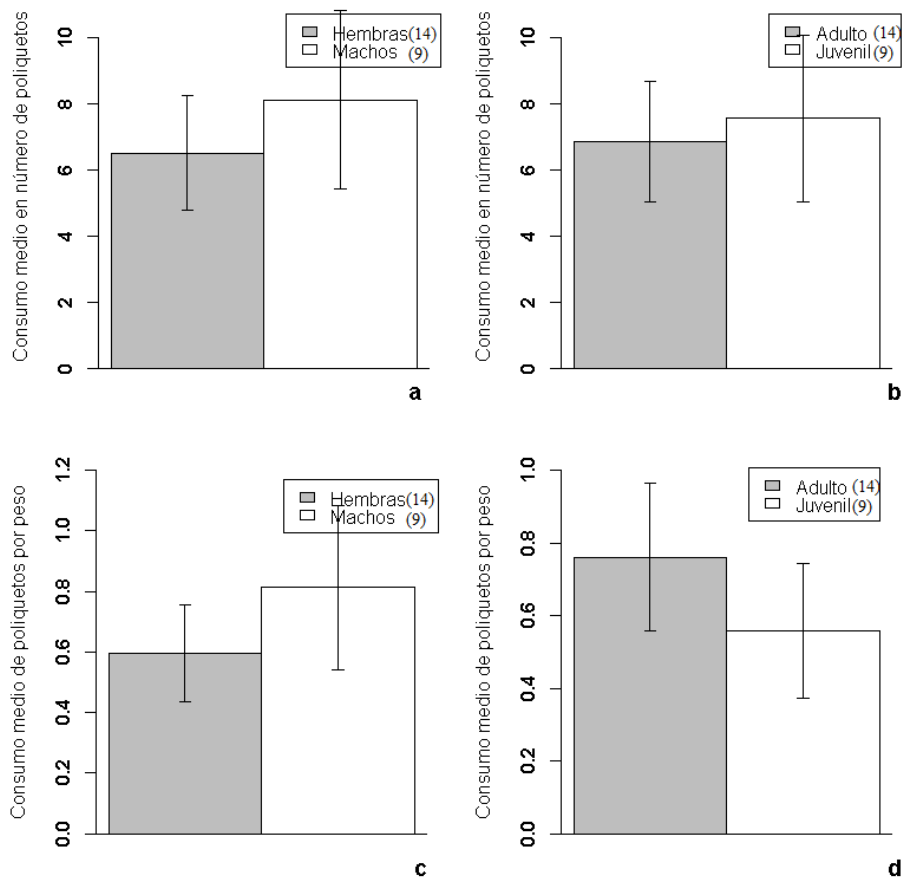 Consumo medio en número de poliquetos
10
8
6
4
2
0
Hembras (14)
Machos (9)
a
Consumo medio en número de poliquetos
10
8
6
4
2
0
Adulto (14)
Juvenil (9)
b
Consumo medio de poliquetos por peso
1.2
1.0
0.8
0.6
0.4
0.2
0.0
Hembras (14)
Machos (9)
c
Consumo medio de poliquetos por peso
1.0
0.8
0.6
0.4
0.2
0.0
Adulto (14)
Juvenil (9)
d